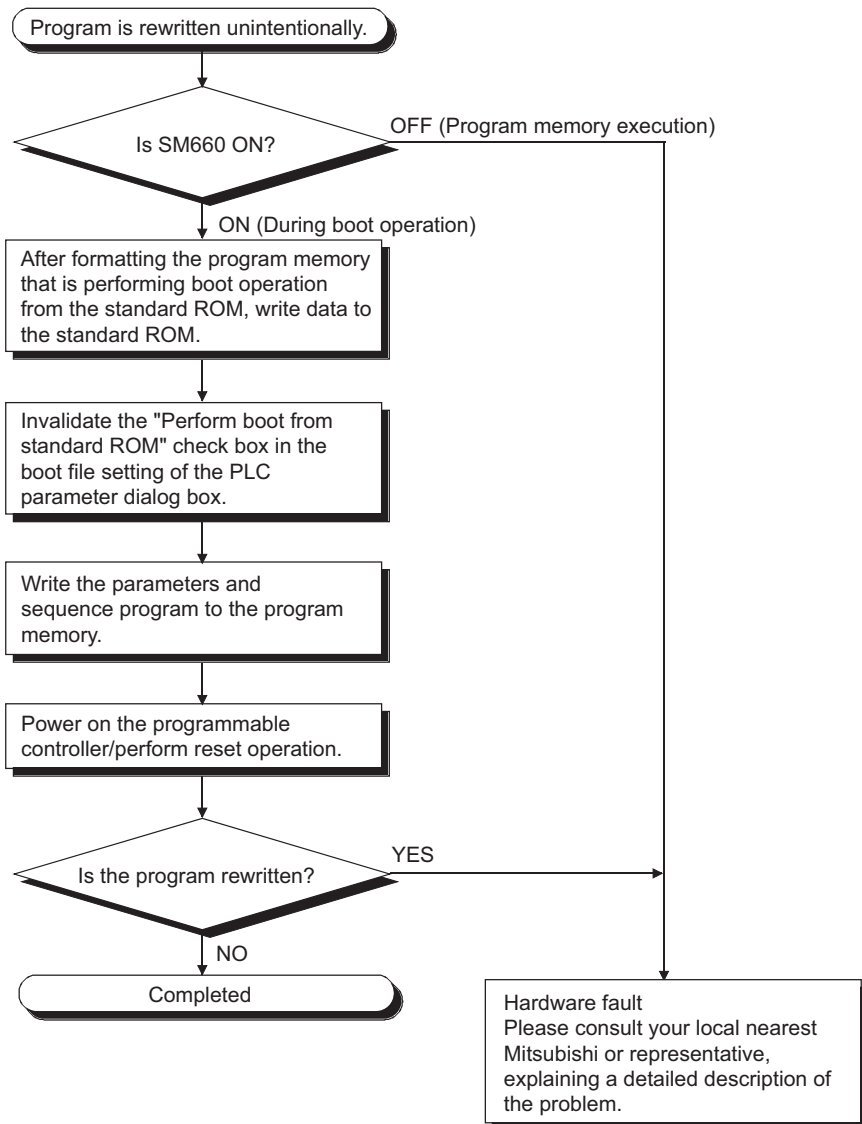 Program is rewritten unintentionally.
Is SM660 ON?
OFF (Program memory execution)
ON (During boot operation)
After formatting the program memory
that is performing boot operation
from the standard ROM, write data to
the standard ROM.
Invalidate the "Perform boot from
standard ROM" check box in the
boot file setting of the PLC
parameter dialog box.
Write the parameters and
sequence program to the program
memory.
Power on the programmable
controller/perform reset operation.
Is the program rewritten?
YES
NO
Completed
Hardware fault
Please consult your local nearest
Mitsubishi or representative,
explaining a detailed description of
the problem.